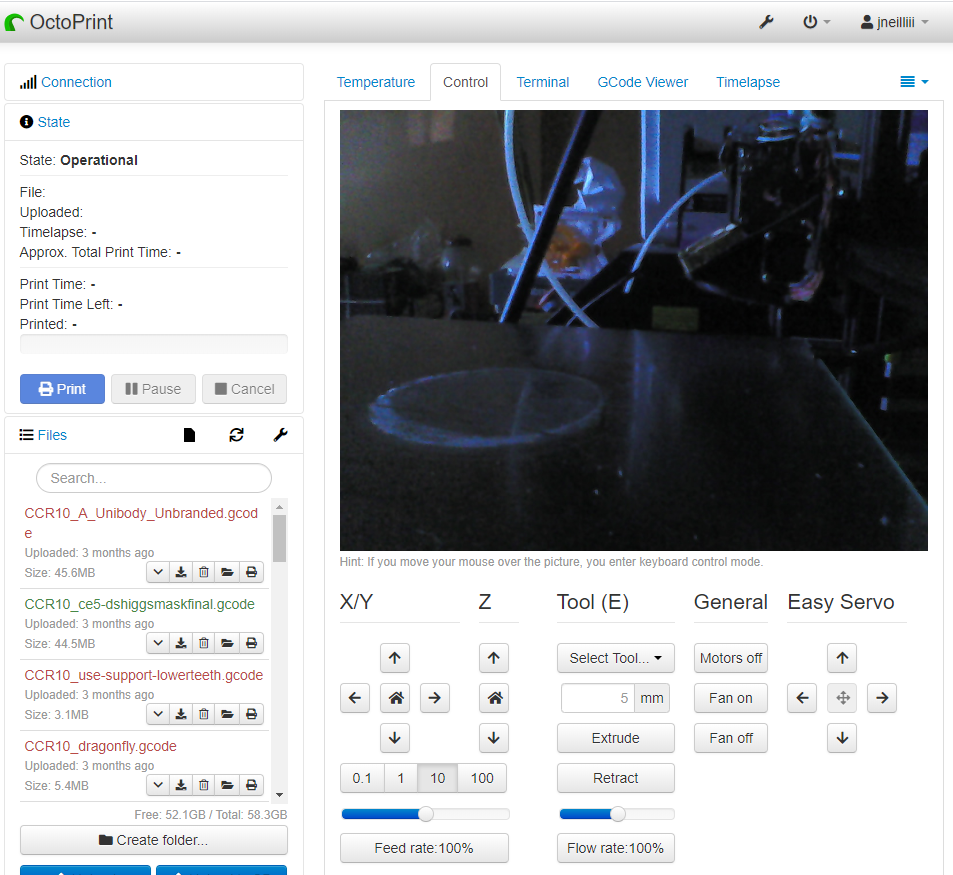 OctoPrint
jneilliii
Connection
State
State: Operational
File:
Uploaded:
Timelapse: -
Approx. Total Print Time: -
Print Time: -
Print Time Left: -
Printed: -
Print
Pause
Cancel
Files
Search...
CCR10_A_Unibody_Unbranded.gcod
e
Uploaded: 3 months ago
Size: 45.6MB
CCR10_ce5-dshiggsmaskfinal.gcode
Uploaded: 3 months ago
Size: 44.5MB
CCR10_use-support-lowerteeth.gcode
Uploaded: 3 months ago
Size: 3.1MB
CCR10_dragonfly.gcode
Uploaded: 3 months ago
Size: 5.4MB
Free: 52.1GB / Total: 58.3GB
Create folder...
Temperature
Control
Terminal
GCode Viewer
Timelapse
Hint: If you move your mouse over the picture, you enter keyboard control mode.
X/Y
Z
Tool (E)
General
Easy Servo
Select Tool...
Motors off
5 mm
Fan on
Extrude
Fan off
0.1 1 10 100
Retract
Feed rate:100%
Flow rate:100%